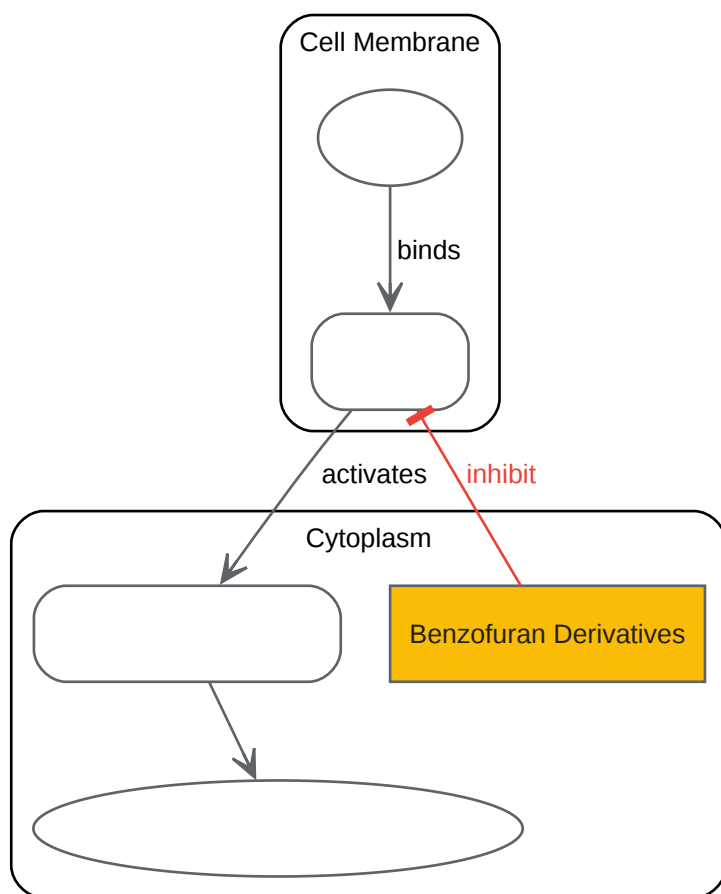 Cell Membrane
binds
activates
inhibit
Cytoplasm
Benzofuran Derivatives